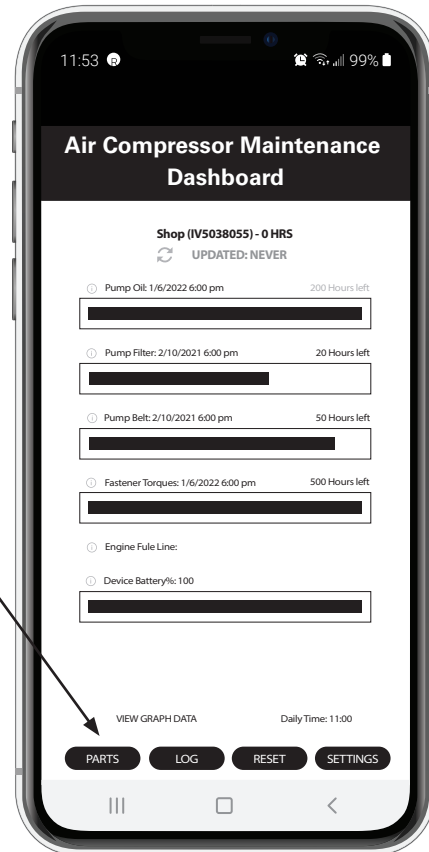 11:53 R 99%
Air Compressor Maintenance
Dashboard
Shop (IV5038055) - 0 HRS
UPDATED: NEVER
Pump Oil: 1/6/2022 6:00 pm 200 Hours left
Pump Filter: 2/10/2021 6:00 pm 20 Hours left
Pump Belt: 2/10/2021 6:00 pm 50 Hours left
Fastener Torques: 1/6/2022 6:00 pm 500 Hours left
Engine Fule Line:
Device Battery%: 100
VIEW GRAPH DATA Daily Time: 11:00
PARTS LOG RESET SETTINGS